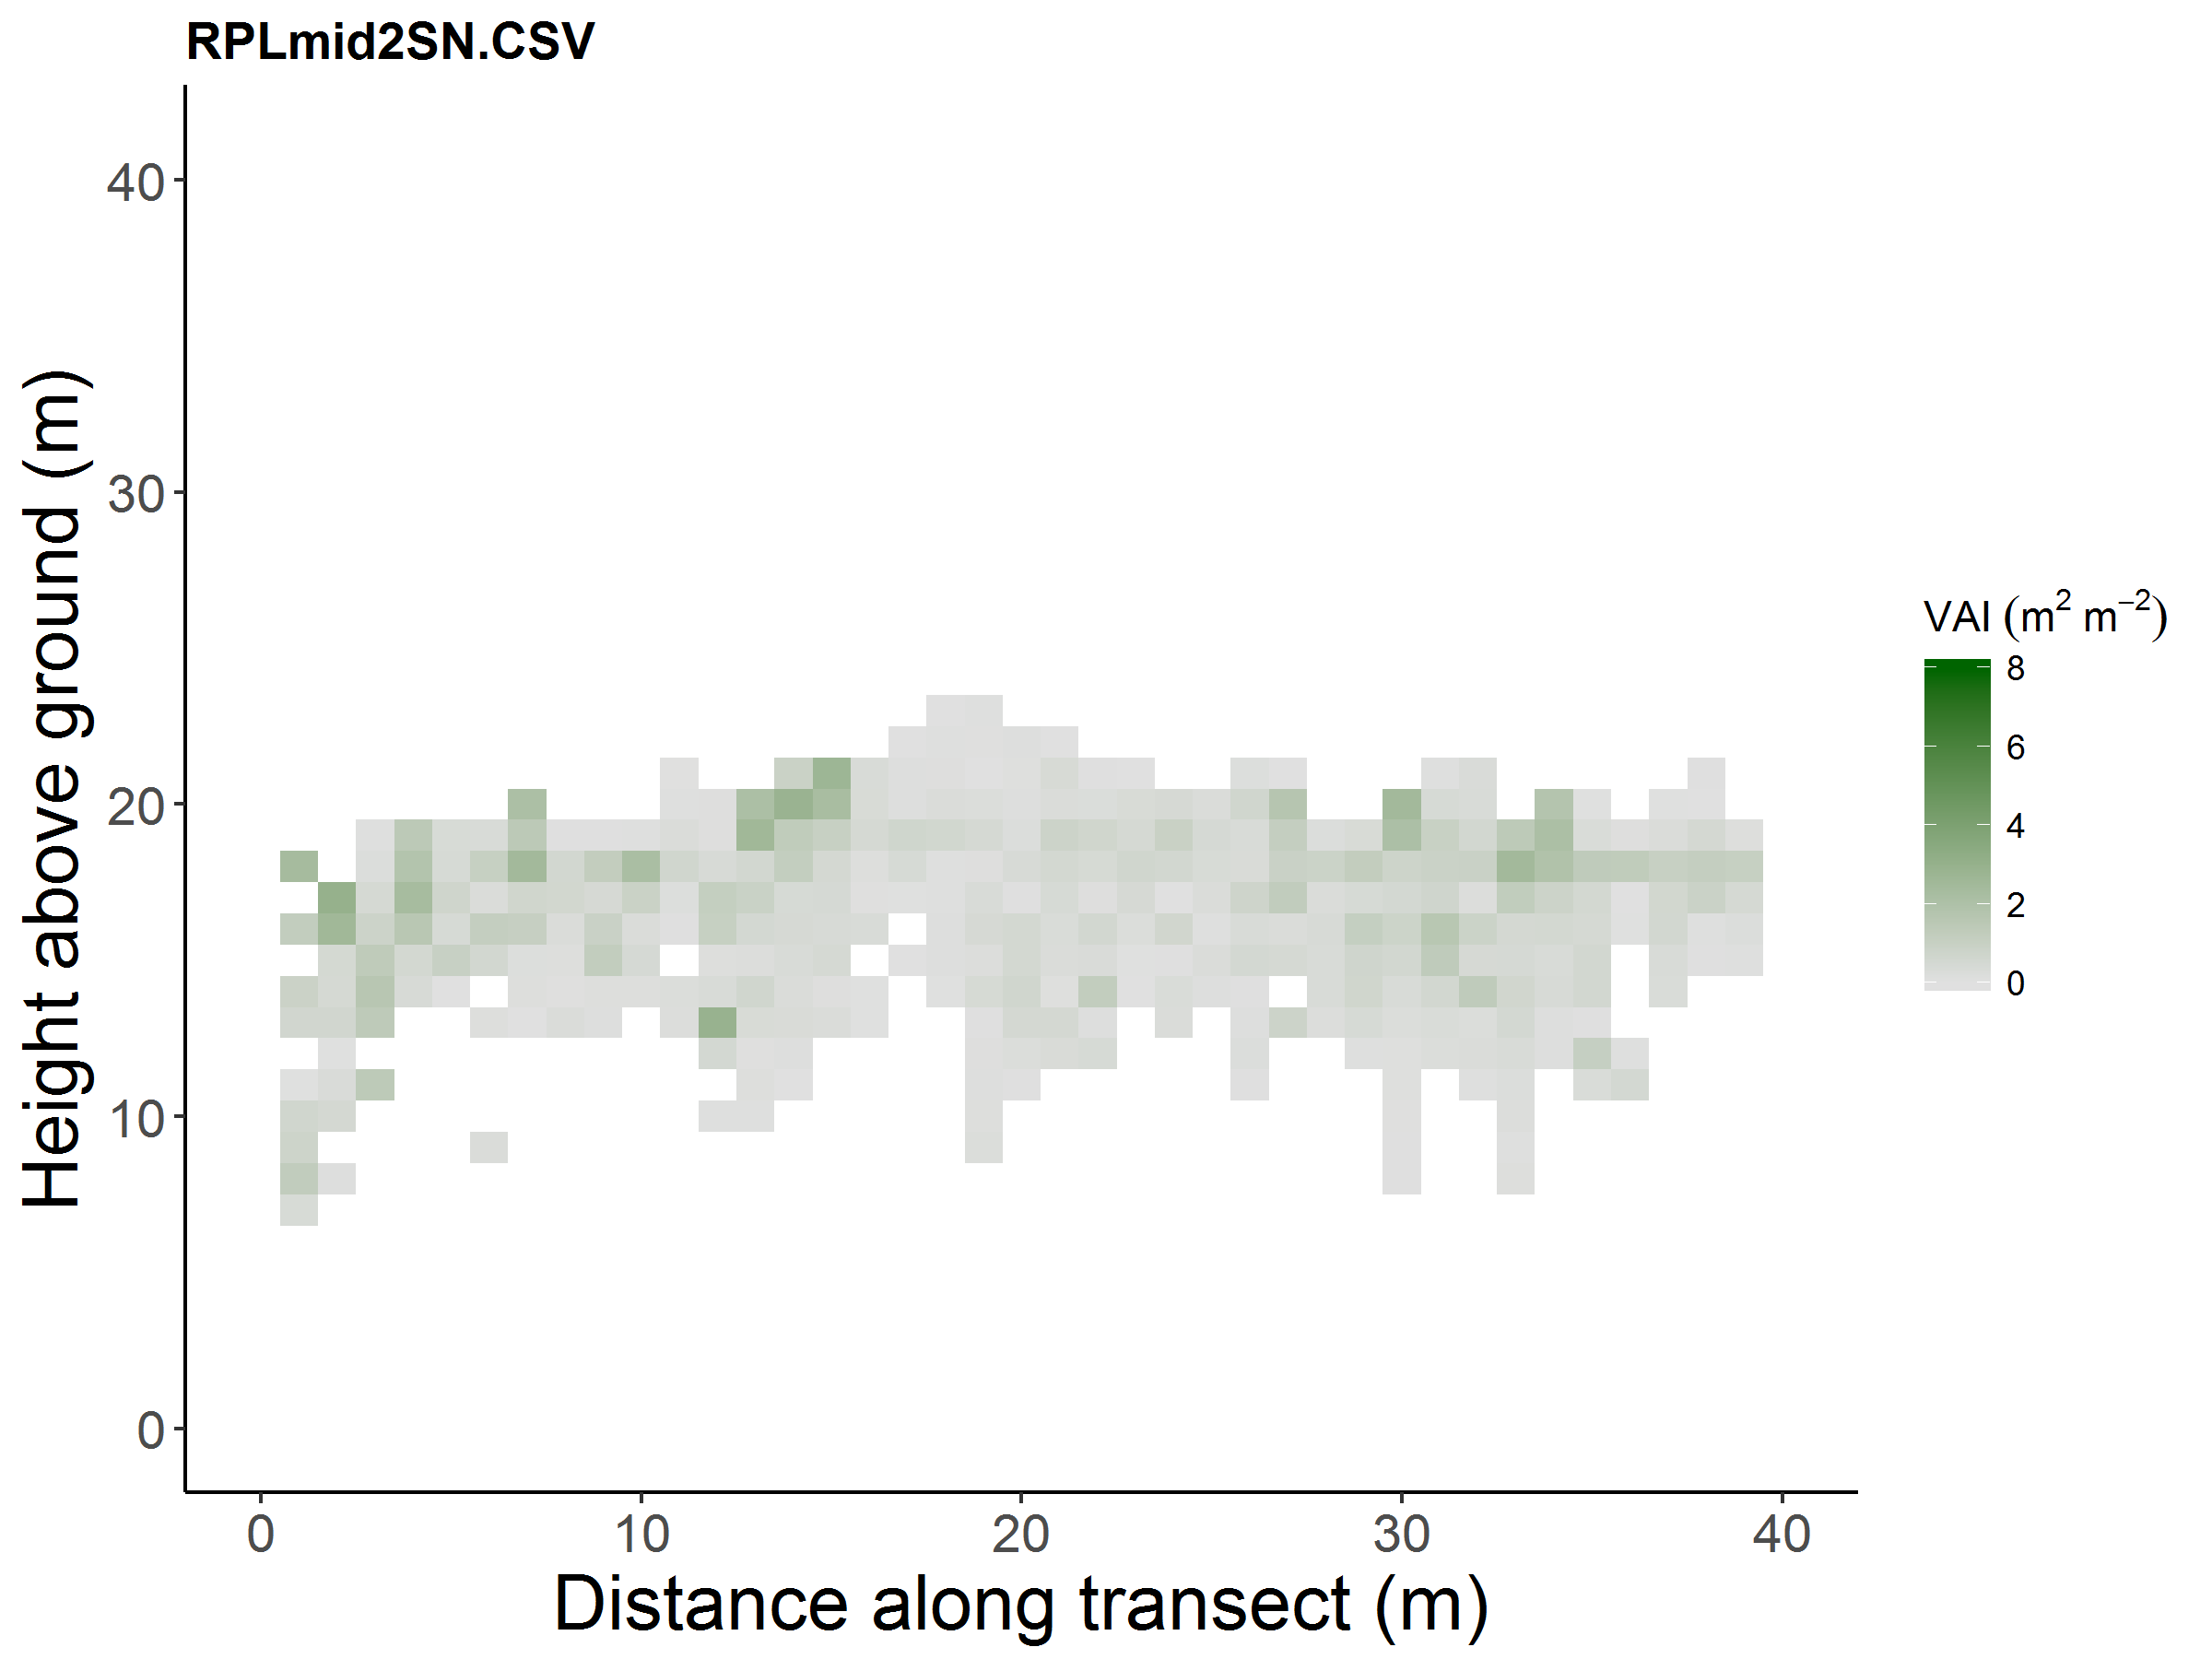 RPLmid2SN.CSV
40
30
20
10
0
Height above ground (m)
0 10 20 30 40
Distance along transect (m)
VAI (m² m⁻²)
8
6
4
2
0